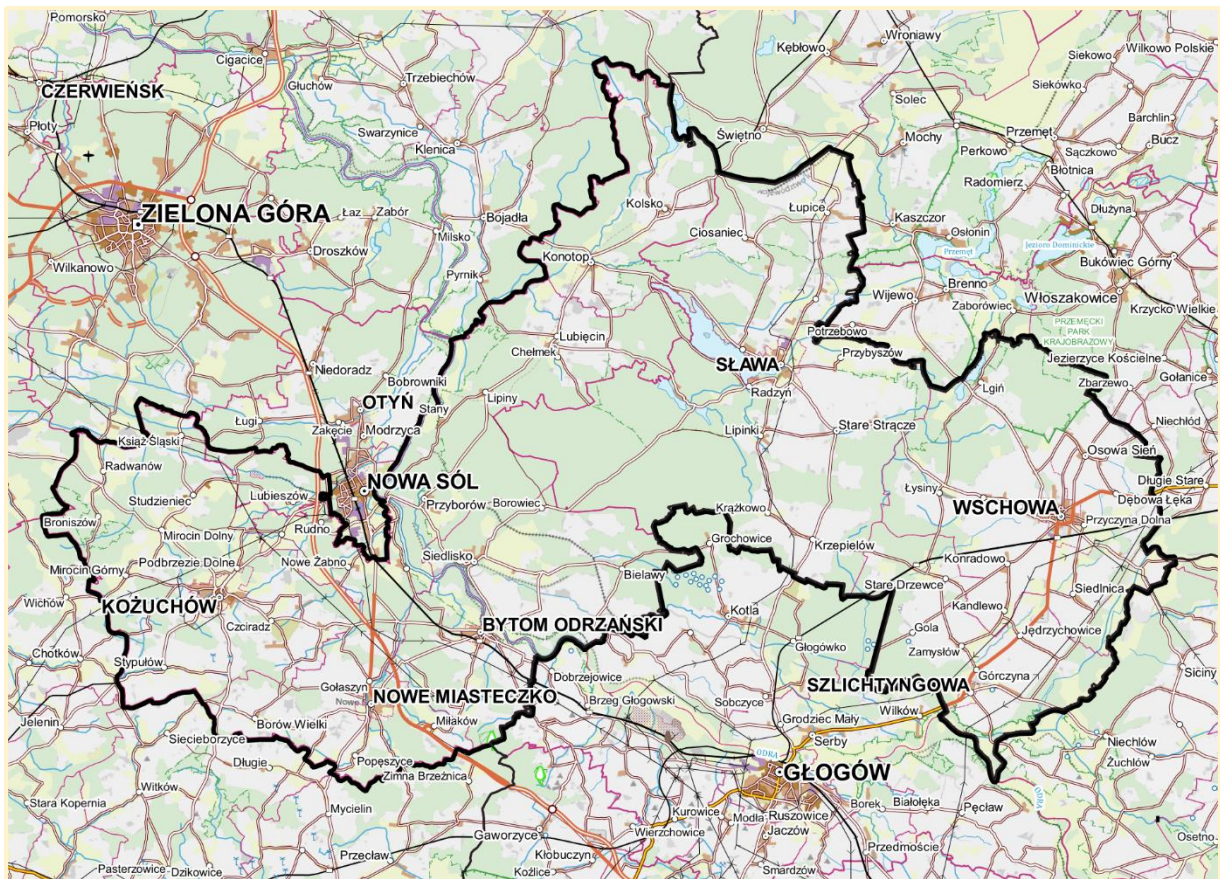 Pomorsko
Cigacice
Kębłowo
Wroniawy
Wilkowo Polskie
Siekowo
CZERWIEŃSK
Głuchów
Trzebiechów
Siekówko
Solec
Barchlin
Płoty
Swarzynice
Klenica
Świętno
Mochy
Przemęt
Perkowo
Sączkowo
Bucz
Błotnica
Radomierz
ZIELONA GÓRA
Łaz
Zabór
Bojadła
Kolsko
Łupice
Kaszczor
Osłonin
Dłużyna
Droszków
Milsko
Ciosaniec
Przemęt
Jezioro Dominickie
Wilkanowo
Pyrnik
Konotop
Brenno
Bukówiec Górny
Wijewo
Zaborówiec
Włoszakowice
Krzycko Wielkie
PRZEMĘCKI
PARK
KRAJOBRAZOWY
Lubięcin
Potrzebowo
Chełmek
Przybyszów
Jezierzyce Kościelne
Niedoradz
SŁAWA
Gołanice
Bobrowniki
Radzyń
Lgiń
Zbarzewo
OTYŃ
Stany
Lipiny
Ługi
Zakęcie
Modrzyca
Lipinki
Stare Strącze
Niechłód
Książ Śląski
Radwanów
Osowa Sień
Studzieniec
Lubieszów
NOWA SÓL
Łysiny
Długie Stare
Dębowa Łęka
Przyborów
Borowiec
Krążkowo
WSCHOWA
Przyczyna Dolna
Broniszów
Rudno
Mirocin Dolny
Grochowice
Krzepielów
Siedlisko
Konradowo
Mirocin Górny
Podbrzezie Dolne
Nowe Żabno
Bielawy
Stare Drzewce
Siedlnica
Wichów
KOŻUCHÓW
Kotla
Kandlewo
Czciradz
BYTOM ODRZAŃSKI
Gola
Jędrzychowice
Chotków
Głogówko
Zamysłów
Stypułów
Dobrzejowice
Górczyna
Siciny
Gołaszyn
SZLICHTYNGOWA
NOWE MIASTECZKO
Brzeg Głogowski
Sobczyce
Wilków
Jelenin
Borów Wielki
Miłaków
Grodziec Mały
Siecieborzyce
Serby
Niechlów
Długie
Popęszyce
ODRA
Żuchlów
Zimna Brzeźnica
GŁOGÓW
Witków
Stara Kopernia
Mycielin
Borek
Białołęka
Pęcław
ODRA
Kurowice
Modła
Ruszowice
Gaworzyce
Wierzchowice
Jaczów
Osetno
Przedmoście
Przecław
Kłobuczyn
Pasterzowice
Dzikowice
Koźlice
Smardzów